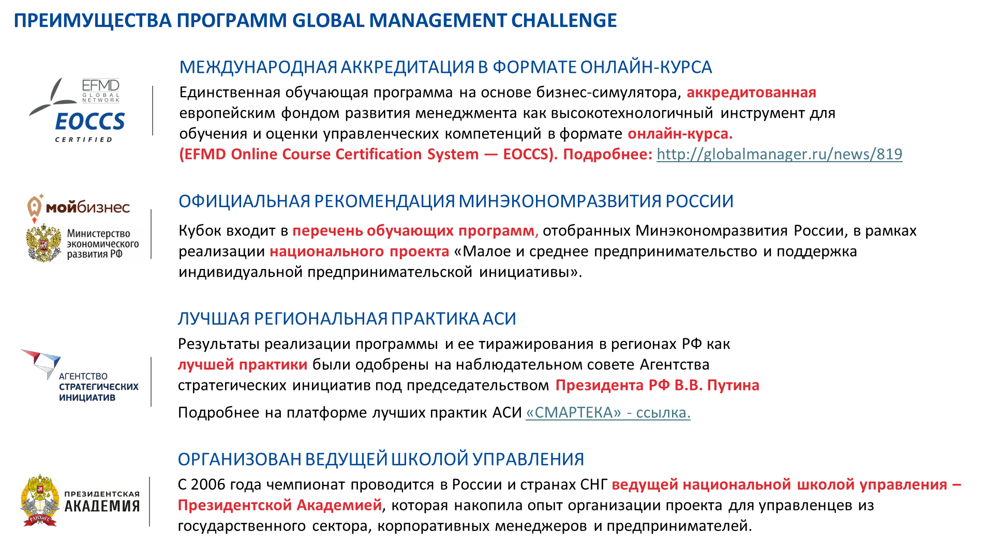 ПРЕИМУЩЕСТВА ПРОГРАММ GLOBAL MANAGEMENT CHALLENGE
EFMD
GLOBAL
NETWORK
EOCCS
CERTIFIED
МЕЖДУНАРОДНАЯ АККРЕДИТАЦИЯ В ФОРМАТЕ ОНЛАЙН-КУРСА
Единственная обучающая программа на основе бизнес-симулятора, аккредитованная
европейским фондом развития менеджмента как высокотехнологичный инструмент для
обучения и оценки управленческих компетенций в формате онлайн-курса.
(EFMD Online Course Certification System — EOCCS). Подробнее: http://globalmanager.ru/news/819
мойбизнес
Министерство
экономического
развития РФ
ОФИЦИАЛЬНАЯ РЕКОМЕНДАЦИЯ МИНЭКОНОМРАЗВИТИЯ РОССИИ
Кубок входит в перечень обучающих программ, отобранных Минэкономразвития России, в рамках
реализации национального проекта «Малое и среднее предпринимательство и поддержка
индивидуальной предпринимательской инициативы».
АГЕНТСТВО
СТРАТЕГИЧЕСКИХ
ИНИЦИАТИВ
ЛУЧШАЯ РЕГИОНАЛЬНАЯ ПРАКТИКА АСИ
Результаты реализации программы и ее тиражирования в регионах РФ как
лучшей практики были одобрены на наблюдательном совете Агентства
стратегических инициатив под председательством Президента РФ В.В. Путина
Подробнее на платформе лучших практик АСИ «СМАРТЕКА» - ссылка.
РАНХиГС
ПРЕЗИДЕНТСКАЯ
АКАДЕМИЯ
ОРГАНИЗОВАН ВЕДУЩЕЙ ШКОЛОЙ УПРАВЛЕНИЯ
С 2006 года чемпионат проводится в России и странах СНГ ведущей национальной школой управления –
Президентской Академией, которая накопила опыт организации проекта для управленцев из
государственного сектора, корпоративных менеджеров и предпринимателей.